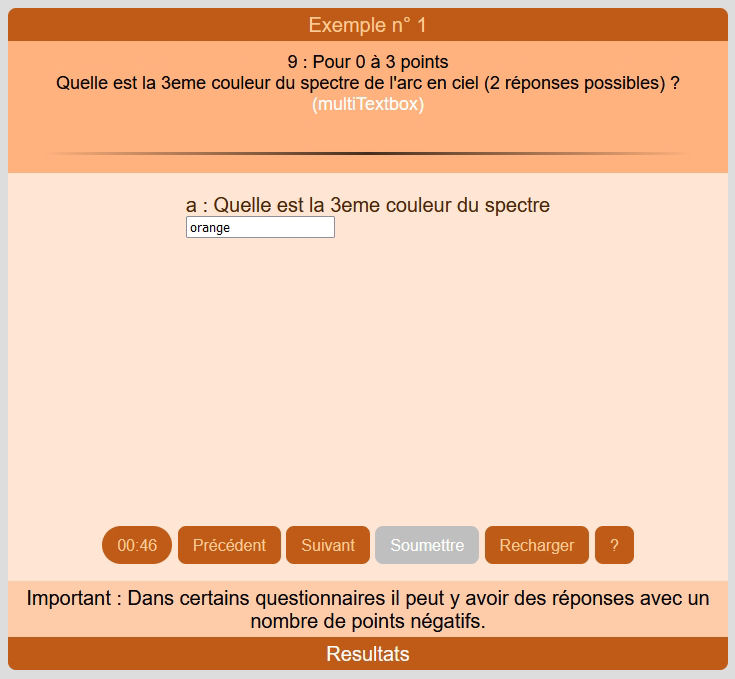 Exemple n° 1
9 : Pour 0 à 3 points
Quelle est la 3eme couleur du spectre de l'arc en ciel (2 réponses possibles) ?
(multiTextbox)
a : Quelle est la 3eme couleur du spectre
orange
00:46 Précédent Suivant Soumettre Recharger ?
Important : Dans certains questionnaires il peut y avoir des réponses avec un
nombre de points négatifs.
Resultats